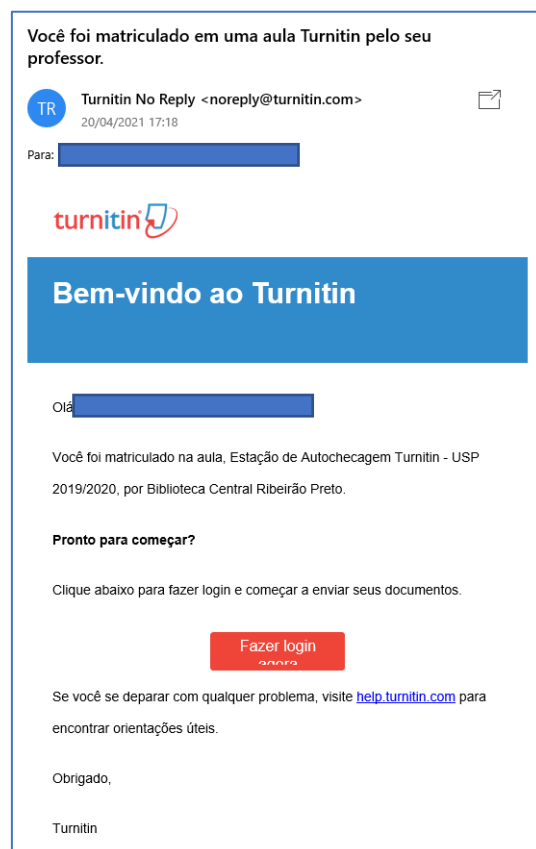 Você foi matriculado em uma aula Turnitin pelo seu
professor.
TR
Turnitin No Reply <noreply@turnitin.com>
20/04/2021 17:18
Para:
turnitin
Bem-vindo ao Turnitin
Olá
Você foi matriculado na aula, Estação de Autochecagem Turnitin - USP
2019/2020, por Biblioteca Central Ribeirão Preto.
Pronto para começar?
Clique abaixo para fazer login e começar a enviar seus documentos.
Fazer login
agora
Se você se deparar com qualquer problema, visite help.turnitin.com para
encontrar orientações úteis.
Obrigado,
Turnitin